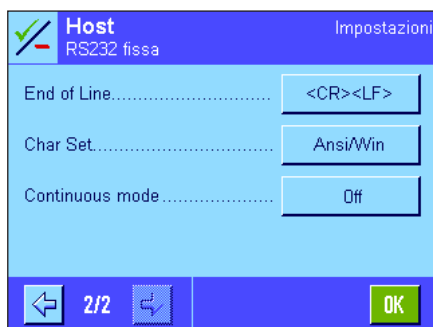 Host
Impostazioni
RS232 fissa
End of Line............................ <CR><LF>
Char Set................................ Ansi/Win
Continuous mode.................... Off
2/2
OK